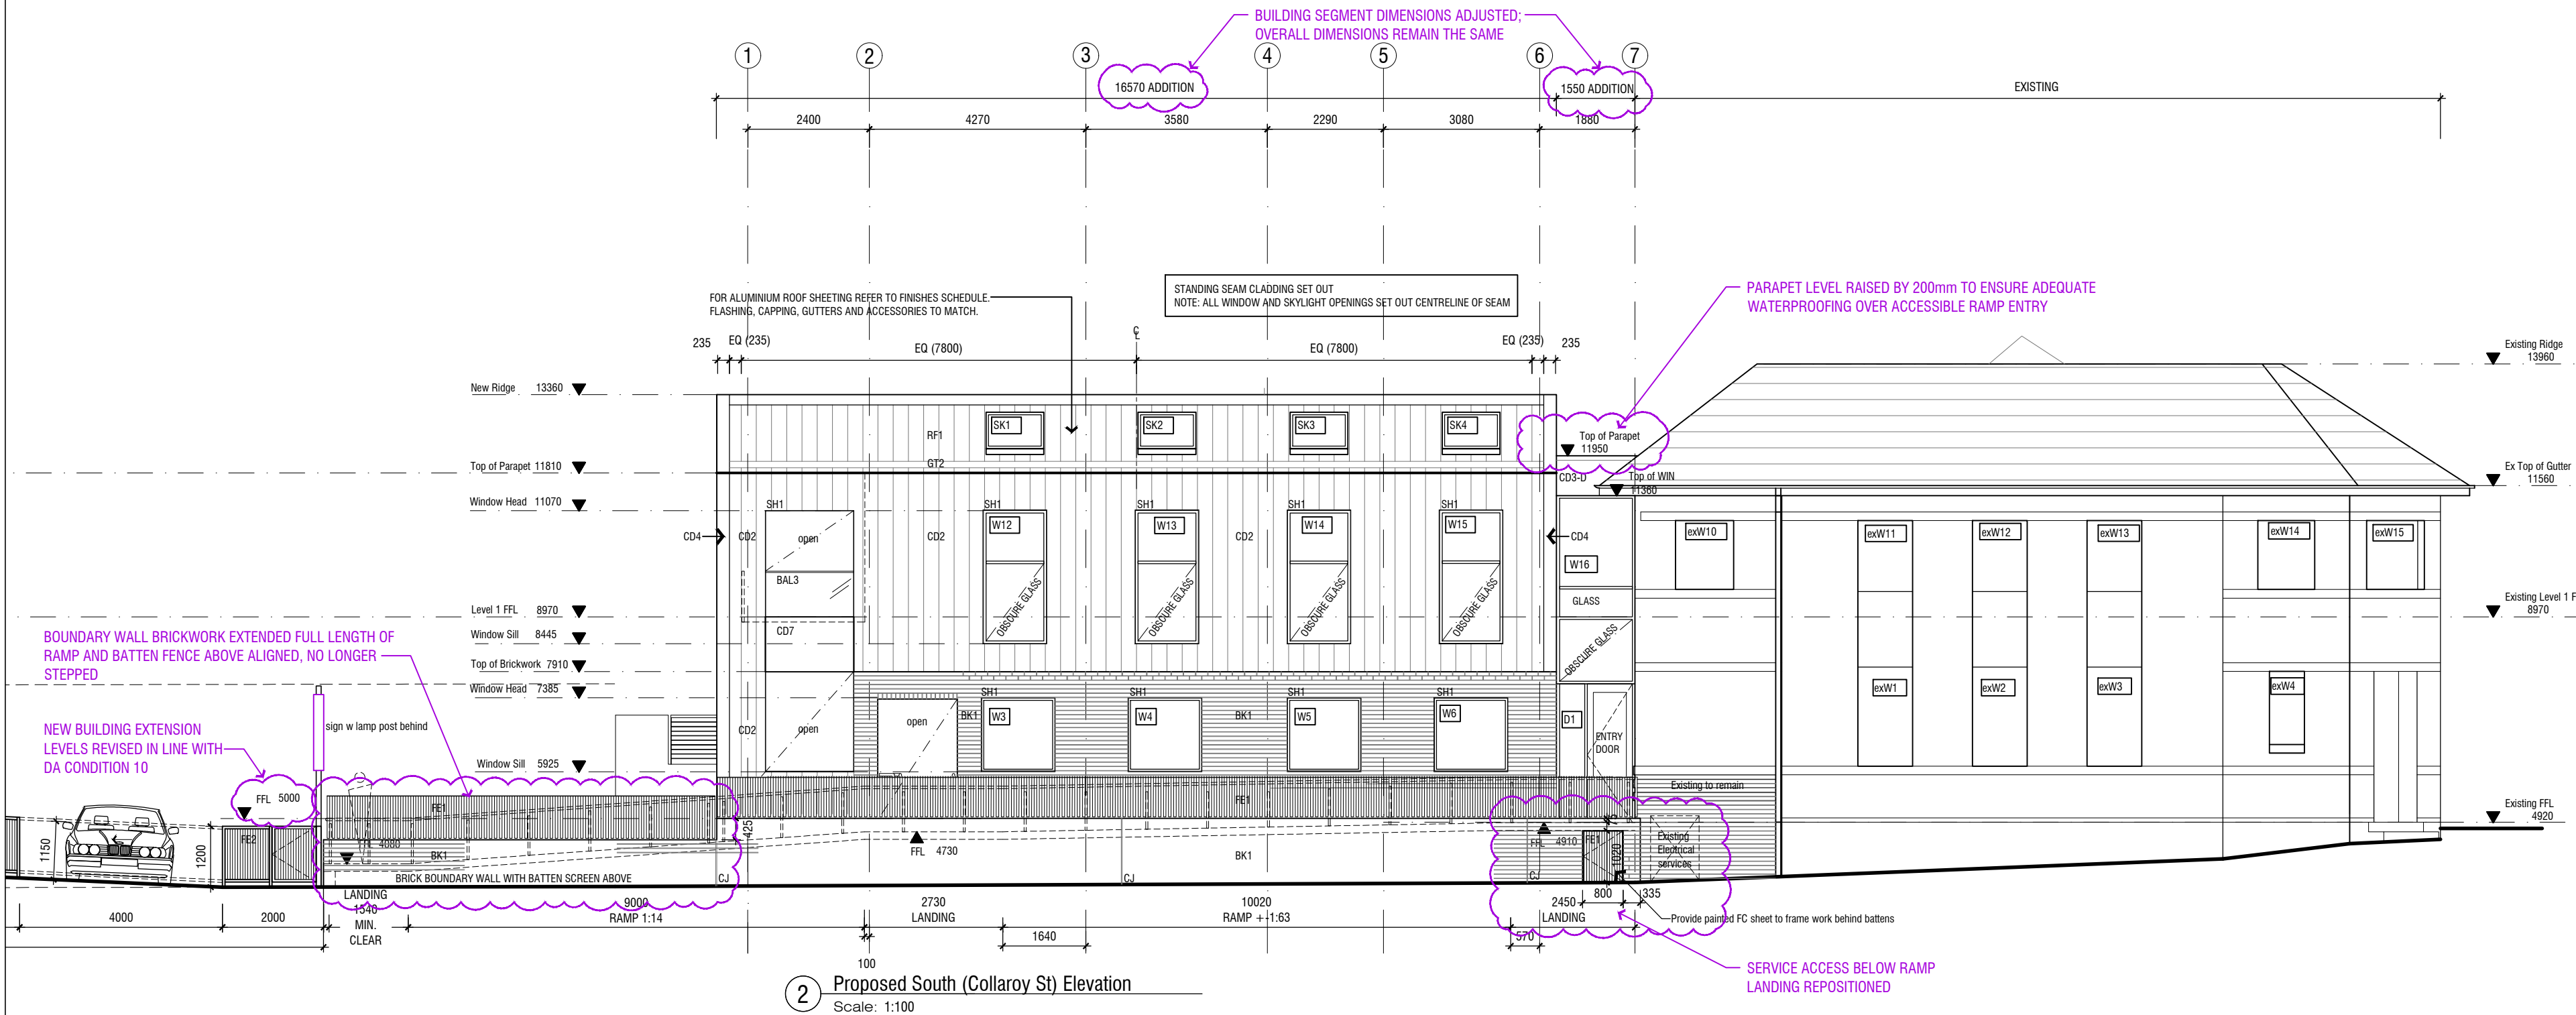 BUILDING SEGMENT DIMENSIONS ADJUSTED;
OVERALL DIMENSIONS REMAIN THE SAME
1
2
3
4
5
6
7
16570 ADDITION
1550 ADDITION
EXISTING
2400
4270
3580
2290
3080
1880
FOR ALUMINIUM ROOF SHEETING REFER TO FINISHES SCHEDULE.
FLASHING, CAPPING, GUTTERS AND ACCESSORIES TO MATCH.
STANDING SEAM CLADDING SET OUT
NOTE: ALL WINDOW AND SKYLIGHT OPENINGS SET OUT CENTRELINE OF SEAM
PARAPET LEVEL RAISED BY 200mm TO ENSURE ADEQUATE
WATERPROOFING OVER ACCESSIBLE RAMP ENTRY
235
EQ (235)
EQ (7800)
CL
EQ (7800)
EQ (235)
235
Existing Ridge
13960
New Ridge 13360
SK1
SK2
SK3
SK4
RF1
GT2
Top of Parapet
11950
Top of Parapet 11810
Ex Top of Gutter
11560
CD3-D
Top of WIN
11360
Window Head 11070
SH1
SH1
SH1
SH1
SH1
W12
W13
W14
W15
CD4
CD2
open
CD2
CD2
CD4
exW10
exW11
exW12
exW13
exW14
exW15
W16
BAL3
OBSCURE GLASS
OBSCURE GLASS
OBSCURE GLASS
OBSCURE GLASS
GLASS
Level 1 FFL 8970
Existing Level 1 F
8970
CD7
Window Sill 8445
OBSCURE GLASS
BOUNDARY WALL BRICKWORK EXTENDED FULL LENGTH OF
RAMP AND BATTEN FENCE ABOVE ALIGNED, NO LONGER
STEPPED
Top of Brickwork 7910
Window Head 7385
SH1
SH1
SH1
SH1
exW1
exW2
exW3
exW4
sign w lamp post behind
CD2
open
open
BK1
W3
W4
BK1
W5
W6
D1
ENTRY
DOOR
NEW BUILDING EXTENSION
LEVELS REVISED IN LINE WITH
DA CONDITION 10
Window Sill 5925
Existing to remain
FFL 5000
FE1
FE1
Existing FFL
4920
1150
1200
FE2
FFL 4080
BK1
425
FFL 4730
BK1
FFL 4910
75
FE1
1020
Existing
Electrical
services
BRICK BOUNDARY WALL WITH BATTEN SCREEN ABOVE
CJ
CJ
CJ
4000
2000
LANDING
1540
MIN.
CLEAR
9000
RAMP 1:14
2730
LANDING
10020
RAMP +-1:63
2450
LANDING
800
335
Provide painted FC sheet to frame work behind battens
100
1640
570
SERVICE ACCESS BELOW RAMP
LANDING REPOSITIONED
2
Proposed South (Collaroy St) Elevation
Scale: 1:100